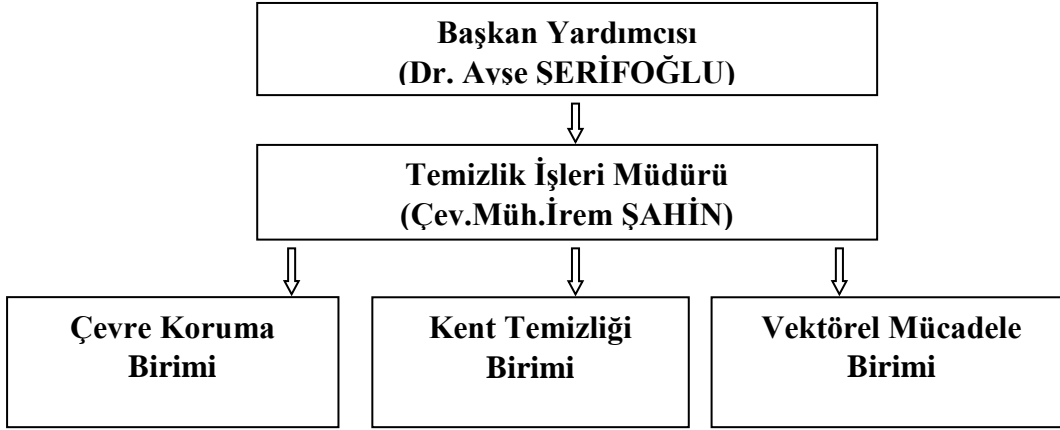 Başkan Yardımcısı
(Dr. Ayşe ŞERİFOĞLU)
Temizlik İşleri Müdürü
(Çev.Müh.İrem ŞAHİN)
Çevre Koruma
Birimi
Kent Temizliği
Birimi
Vektörel Mücadele
Birimi